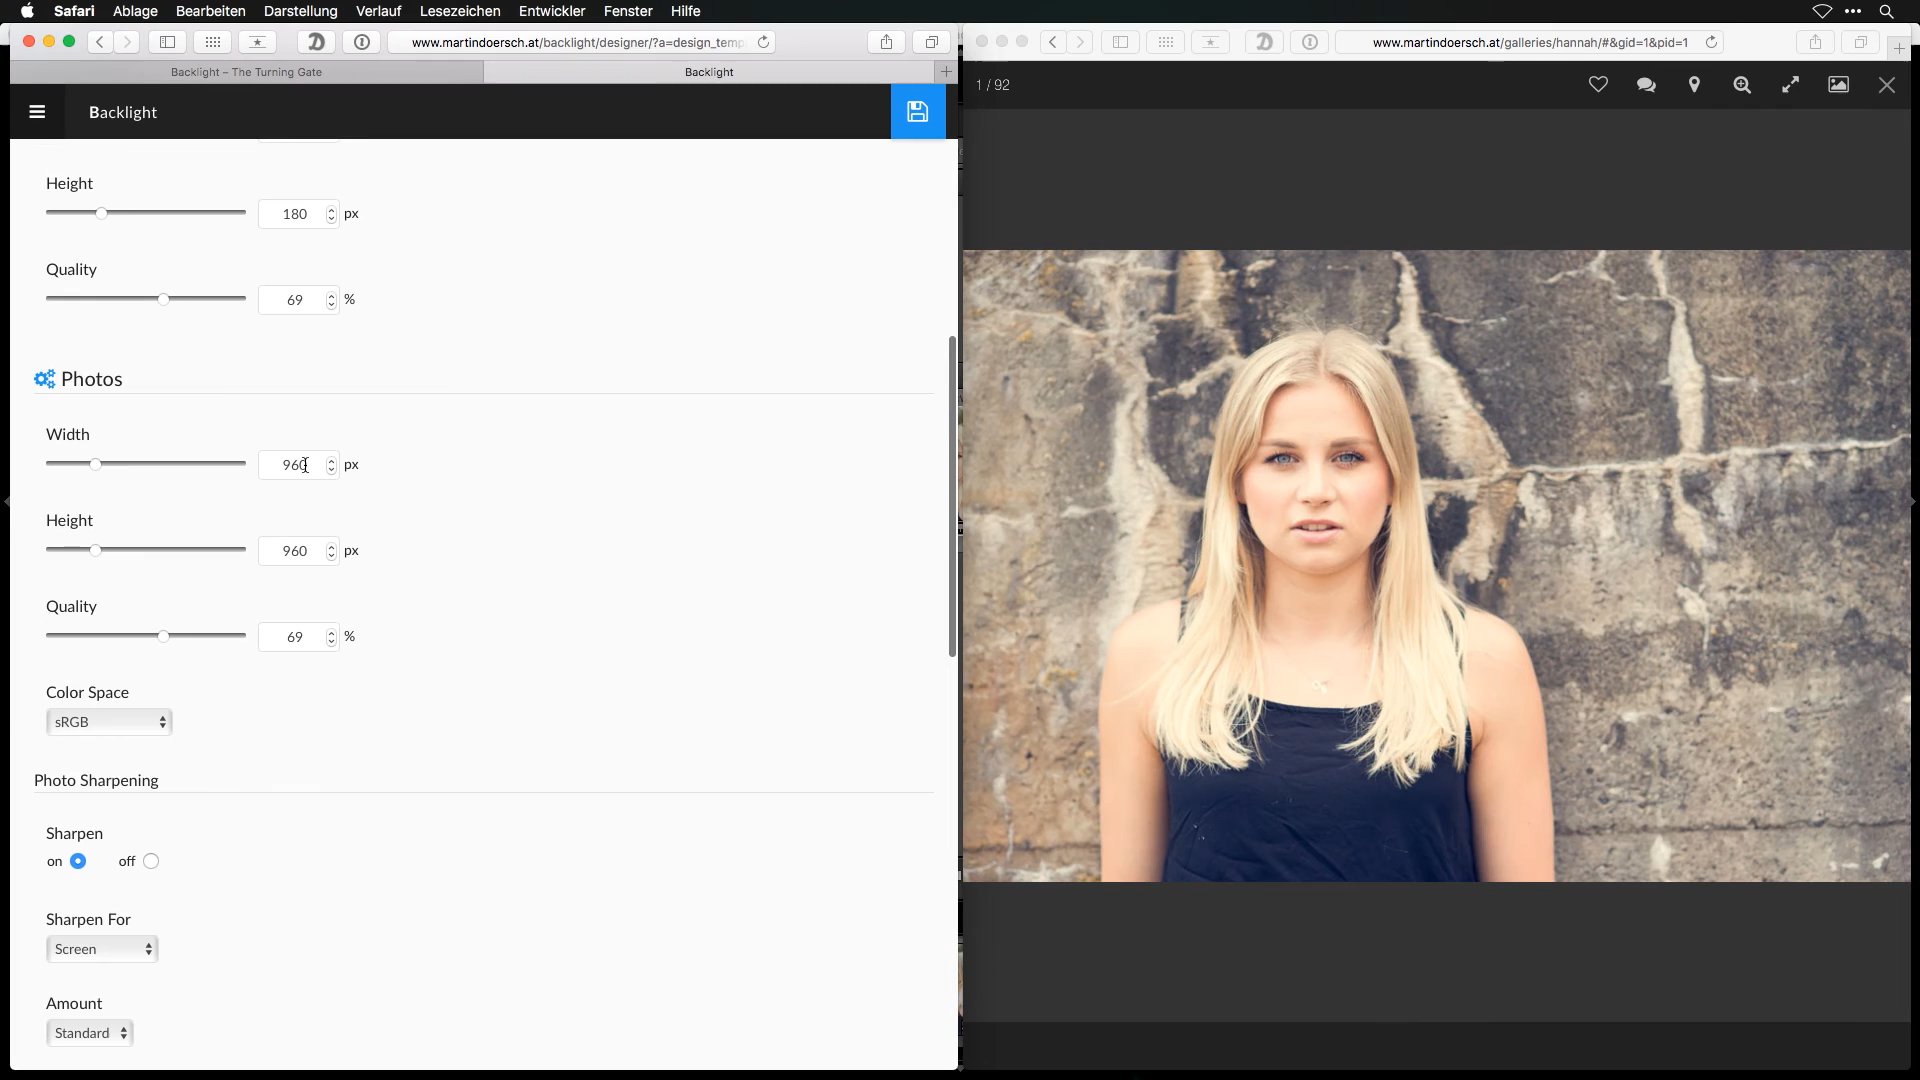 Safari Ablage Bearbeiten Darstellung Verlauf Lesezeichen Entwickler Fenster Hilfe
www.martindoersch.at/backlight/designer/?a=design_temp
www.martindoersch.at/galleries/hannah/#&gid=1&pid=1
Backlight – The Turning Gate
Backlight
Backlight
1 / 92
Height
180 px
Quality
69 %
Photos
Width
960 px
Height
960 px
Quality
69 %
Color Space
sRGB
Photo Sharpening
Sharpen
on off
Sharpen For
Screen
Amount
Standard